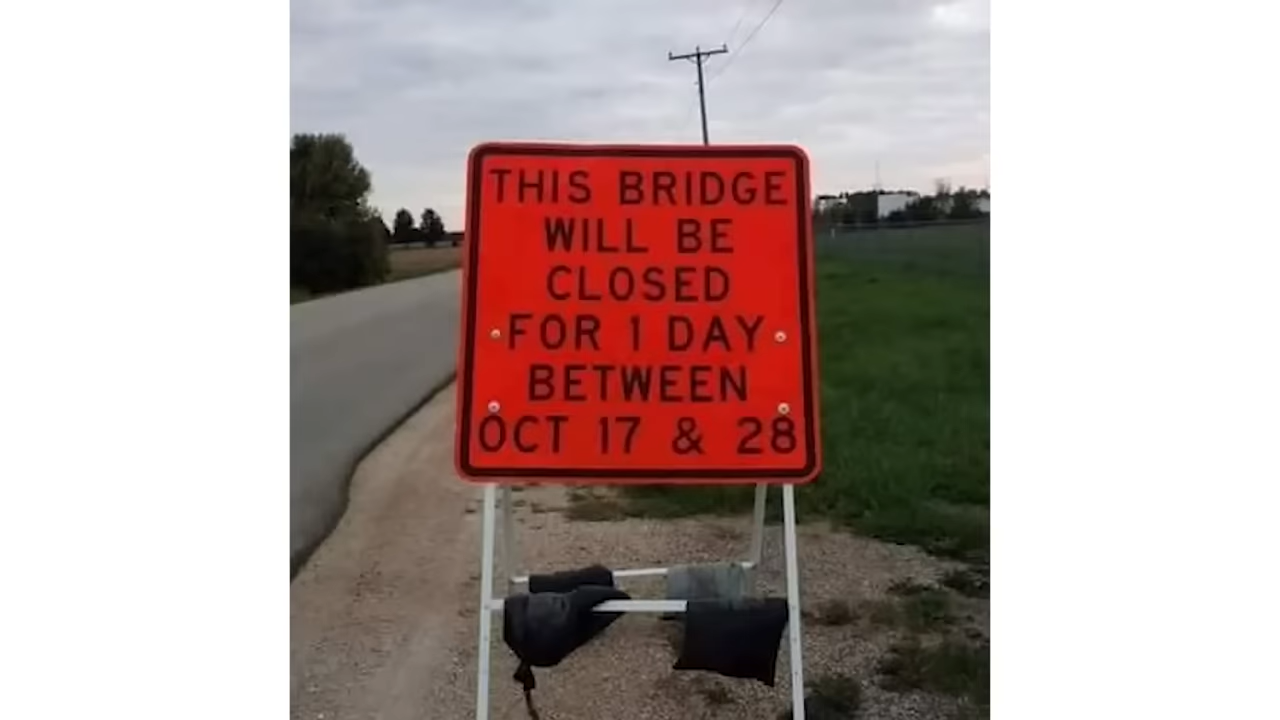 THIS BRIDGE
WILL BE
CLOSED
FOR 1 DAY
BETWEEN
OCT 17 & 28